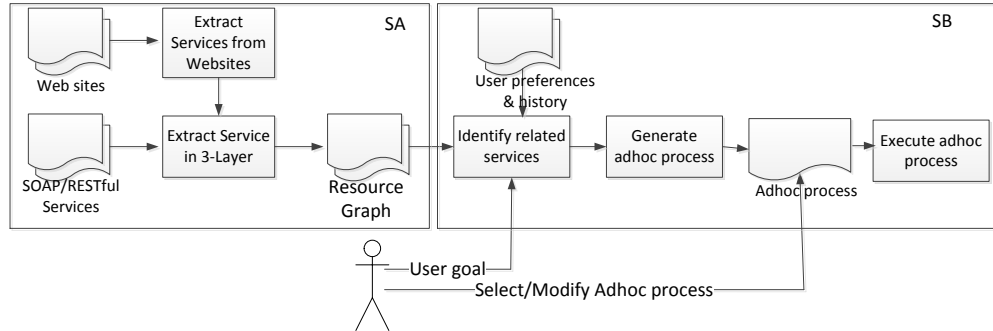 SA
SB
Extract
Services from
Websites
Web sites
User preferences
& history
Extract Service
in 3-Layer
SOAP/RESTful
Services
Resource
Graph
Identify related
services
Generate
adhoc process
Adhoc process
Execute adhoc
process
User goal
Select/Modify Adhoc process